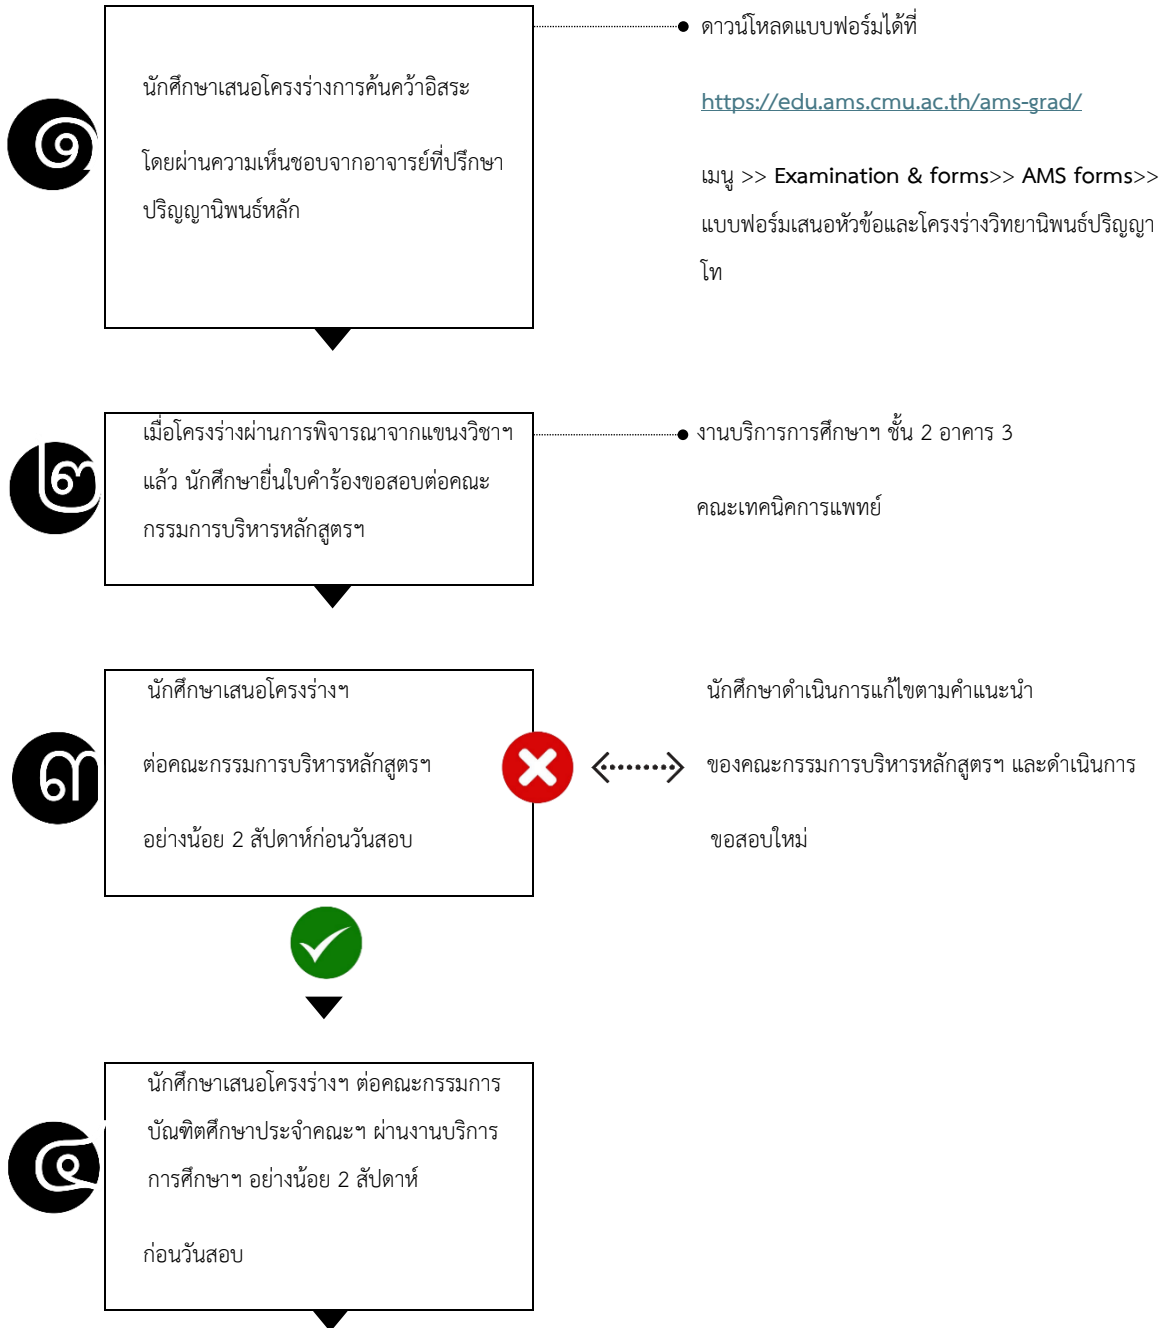 ๑
นักศึกษาเสนอโครงร่างการค้นคว้าอิสระ
โดยผ่านความเห็นชอบจากอาจารย์ที่ปรึกษา
ปริญญานิพนธ์หลัก
ดาวน์โหลดแบบฟอร์มได้ที่
https://edu.ams.cmu.ac.th/ams-grad/
เมนู >> Examination & forms>> AMS forms>>
แบบฟอร์มเสนอหัวข้อและโครงร่างวิทยานิพนธ์ปริญญา
โท
๒
เมื่อโครงร่างผ่านการพิจารณาจากแขนงวิชาฯ
แล้ว นักศึกษายื่นใบคำร้องขอสอบต่อคณะ
กรรมการบริหารหลักสูตรฯ
งานบริการการศึกษาฯ ชั้น 2 อาคาร 3
คณะเทคนิคการแพทย์
๓
นักศึกษาเสนอโครงร่างฯ
ต่อคณะกรรมการบริหารหลักสูตรฯ
อย่างน้อย 2 สัปดาห์ก่อนวันสอบ
นักศึกษาดำเนินการแก้ไขตามคำแนะนำ
ของคณะกรรมการบริหารหลักสูตรฯ และดำเนินการ
ขอสอบใหม่
๔
นักศึกษาเสนอโครงร่างฯ ต่อคณะกรรมการ
บัณฑิตศึกษาประจำคณะฯ ผ่านงานบริการ
การศึกษาฯ อย่างน้อย 2 สัปดาห์
ก่อนวันสอบ